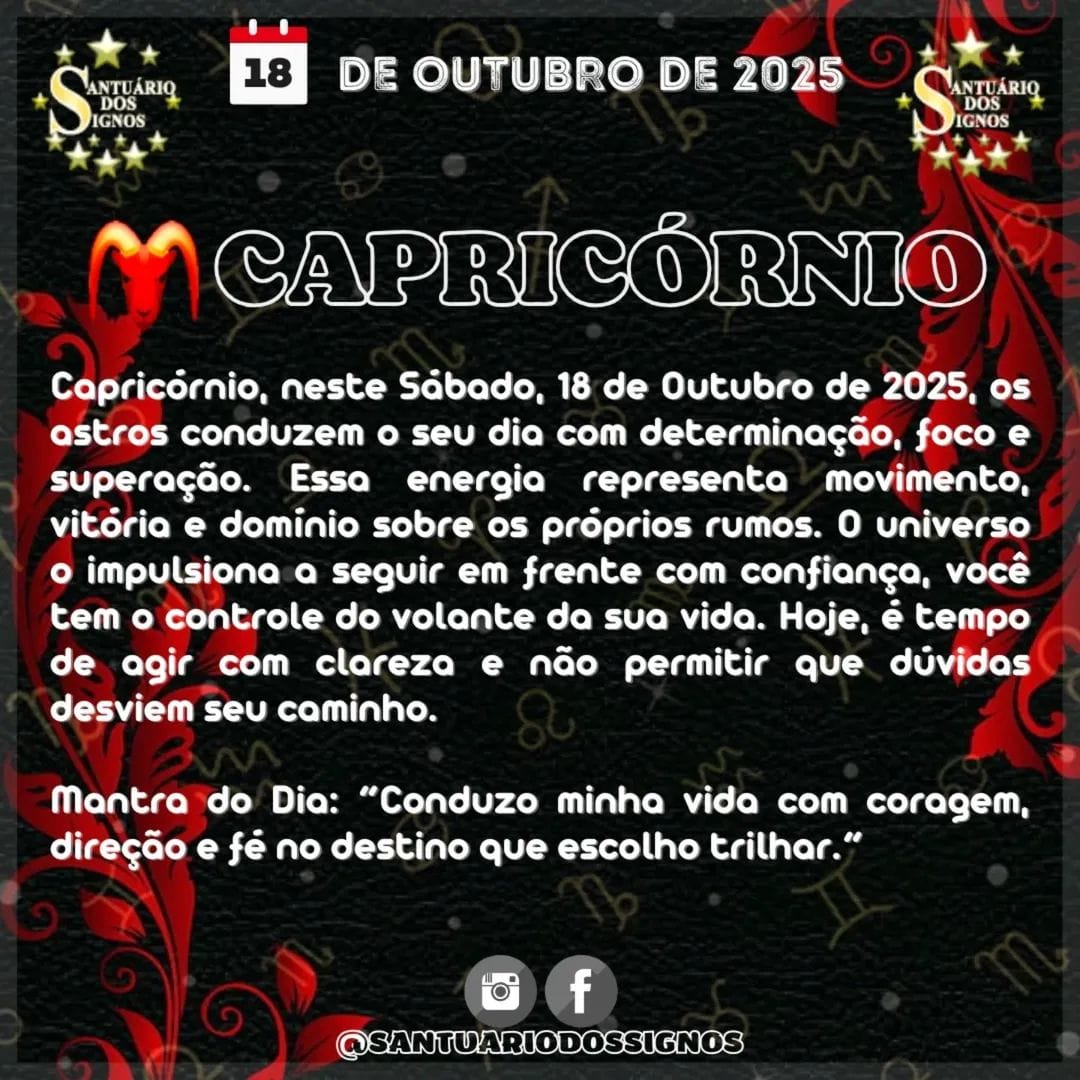 18 DE OUTUBRO DE 2025
SANTUÁRIO
DOS
SIGNOS
SANTUÁRIO
DOS
SIGNOS
CAPRICÓRNIO
Capricórnio, neste Sábado, 18 de Outubro de 2025, os
astros conduzem o seu dia com determinação, foco e
superação. Essa energia representa movimento,
vitória e domínio sobre os próprios rumos. O universo
o impulsiona a seguir em frente com confiança, você
tem o controle do volante da sua vida. Hoje, é tempo
de agir com clareza e não permitir que dúvidas
desviem seu caminho.
Mantra do Dia: “Conduzo minha vida com coragem,
direção e fé no destino que escolho trilhar.”
@SANTUARIODOSSIGNOS